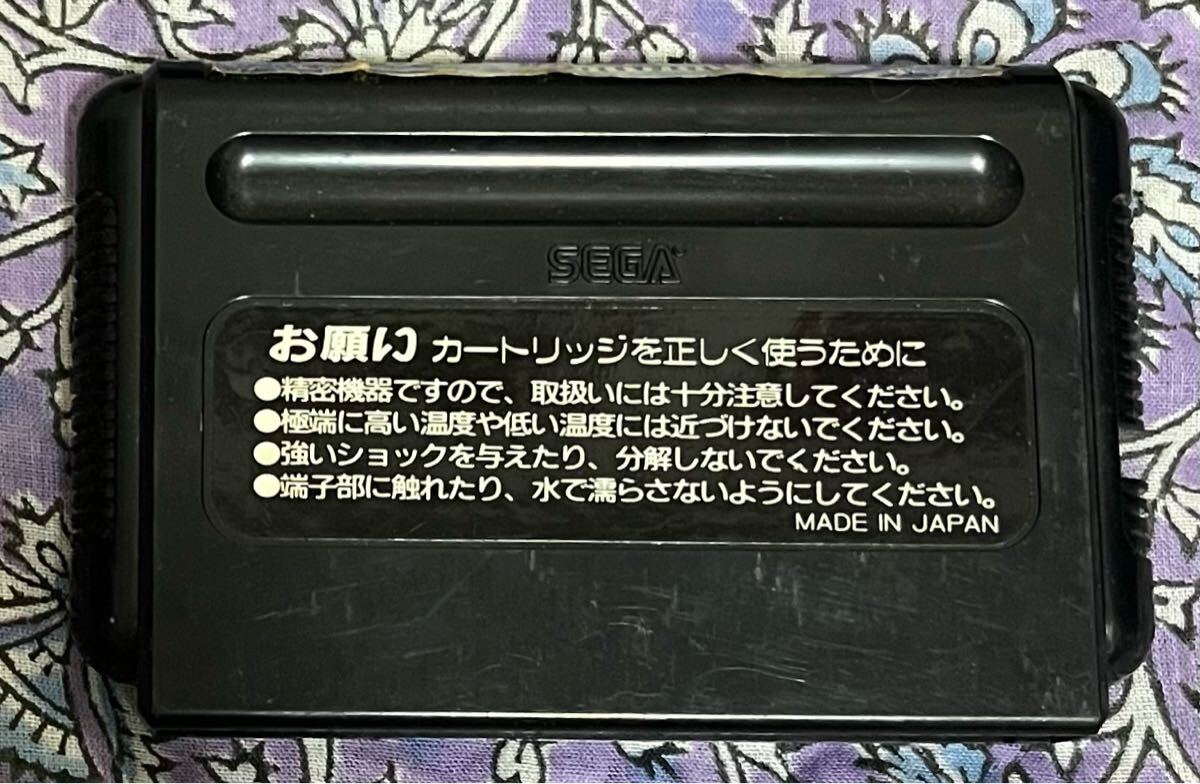 SEGA
お願い カートリッジを正しく使うために
●精密機器ですので、取扱いには十分注意してください。
●極端に高い温度や低い温度には近づけないでください。
●強いショックを与えたり、分解しないでください。
●端子部に触れたり、水で濡らさないようにしてください。
MADE IN JAPAN